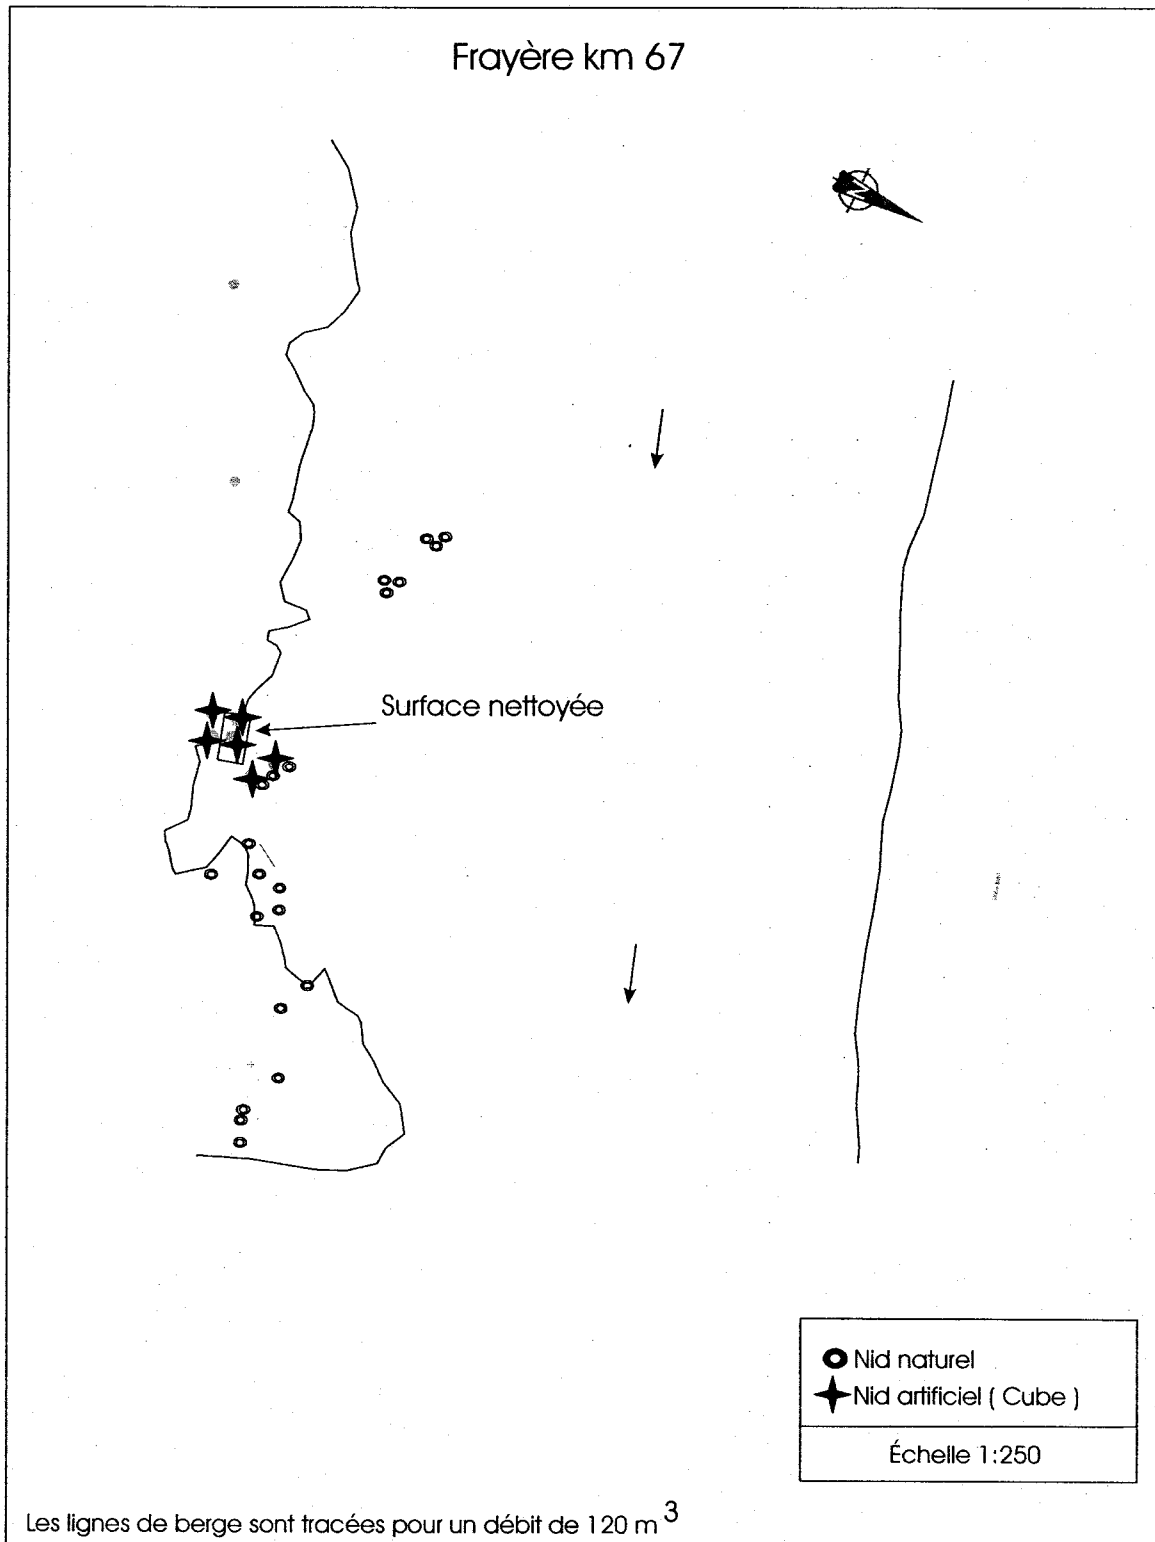 Frayère km 67
N
Surface nettoyée
Nid naturel
Nid artificiel ( Cube )
Échelle 1:250
Les lignes de berge sont tracées pour un débit de 120 m³